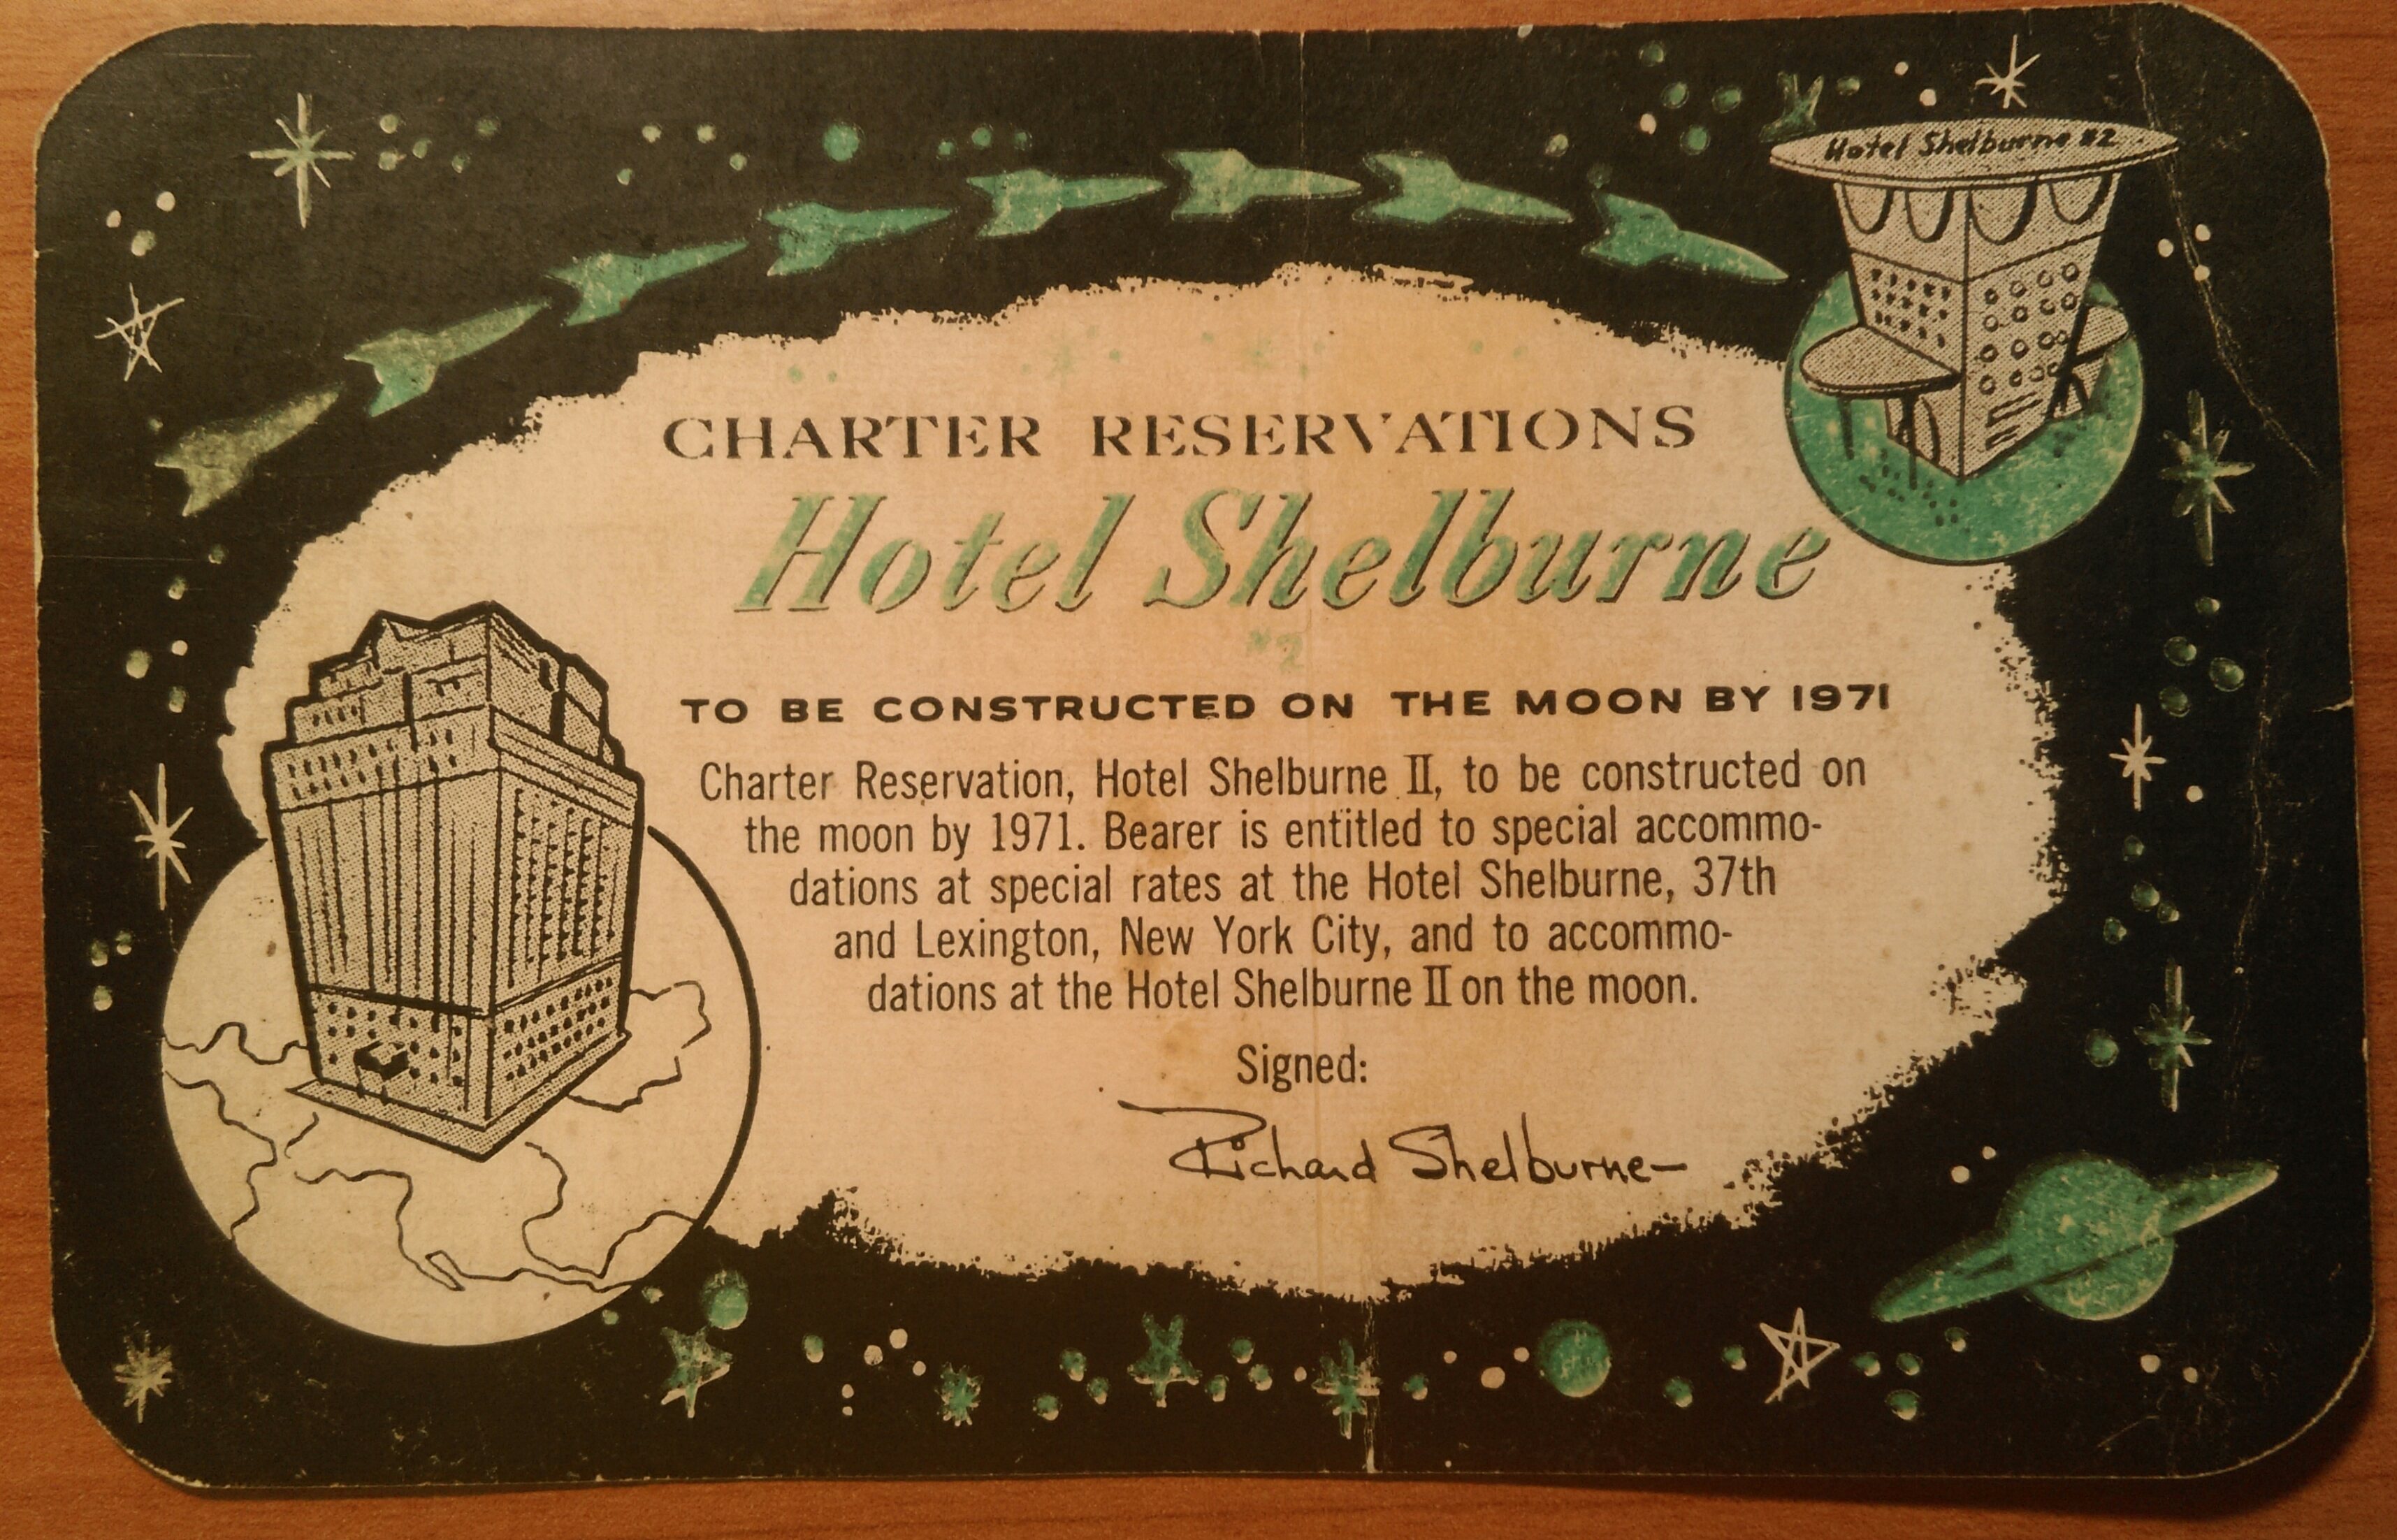 Hotel Shelburne #2
CHARTER RESERVATIONS
Hotel Shelburne
#2
TO BE CONSTRUCTED ON THE MOON BY 1971
Charter Reservation, Hotel Shelburne II, to be constructed on
the moon by 1971. Bearer is entitled to special accommo-
dations at special rates at the Hotel Shelburne, 37th
and Lexington, New York City, and to accommo-
dations at the Hotel Shelburne II on the moon.
Signed:
Richard Shelburne